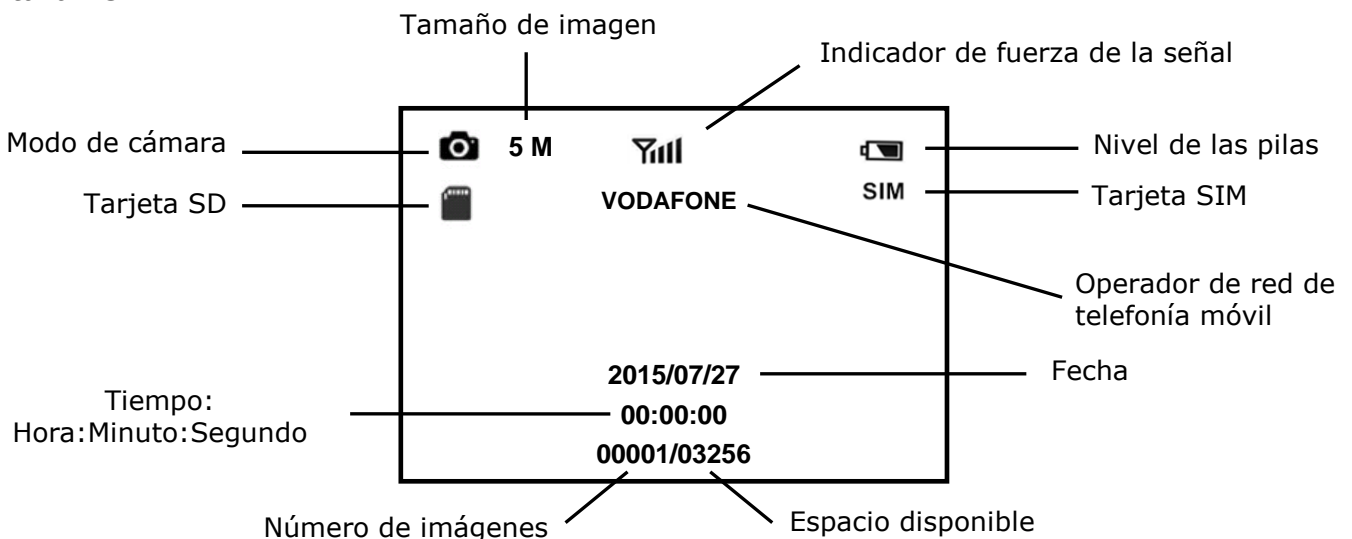 Tamaño de imagen
Indicador de fuerza de la señal
Modo de cámara
5 M
Nivel de las pilas
Tarjeta SD
VODAFONE
SIM
Tarjeta SIM
Operador de red de
telefonía móvil
2015/07/27
Fecha
Tiempo:
Hora:Minuto:Segundo
00:00:00
00001/03256
Número de imágenes
Espacio disponible